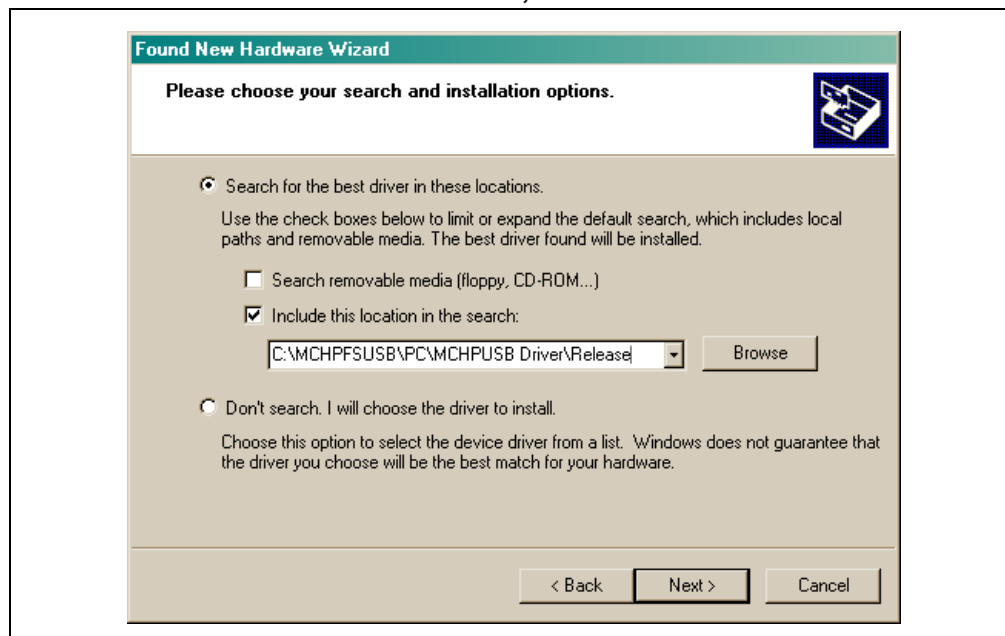 Found New Hardware Wizard
Please choose your search and installation options.
Search for the best driver in these locations.
Use the check boxes below to limit or expand the default search, which includes local
paths and removable media. The best driver found will be installed.
Search removable media (floppy, CD-ROM...)
Include this location in the search:
C:\MCHPFSUSB\PC\MCHPUSB Driver\Release
Browse
Don't search. I will choose the driver to install.
Choose this option to select the device driver from a list.  Windows does not guarantee that
the driver you choose will be the best match for your hardware.
< Back
Next >
Cancel